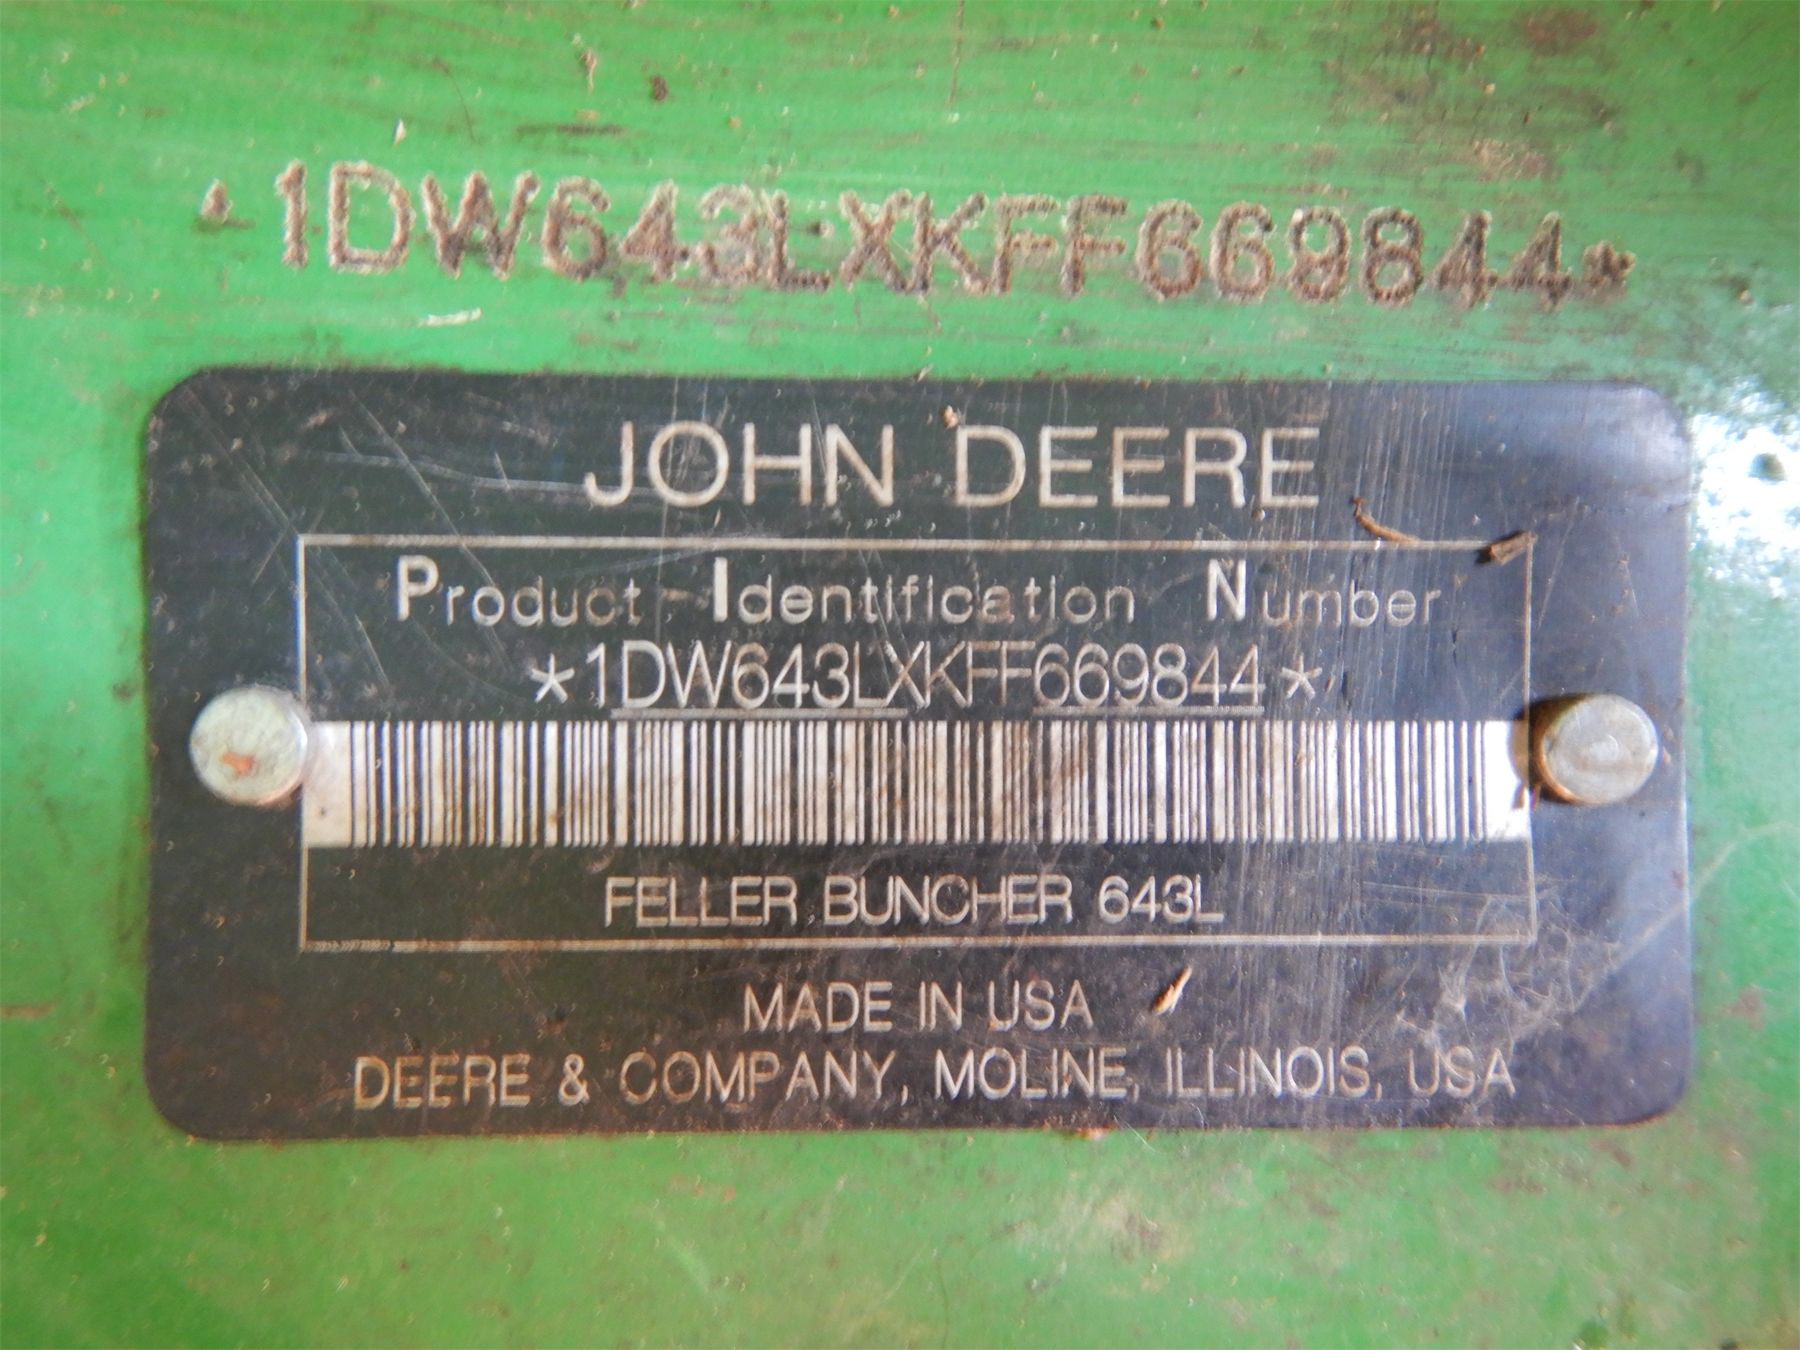 1DW643LXKFF669844*
JOHN DEERE
Product Identification Number
*1DW643LXKFF669844*
FELLER BUNCHER 643L
MADE IN USA
DEERE & COMPANY, MOLINE, ILLINOIS, USA